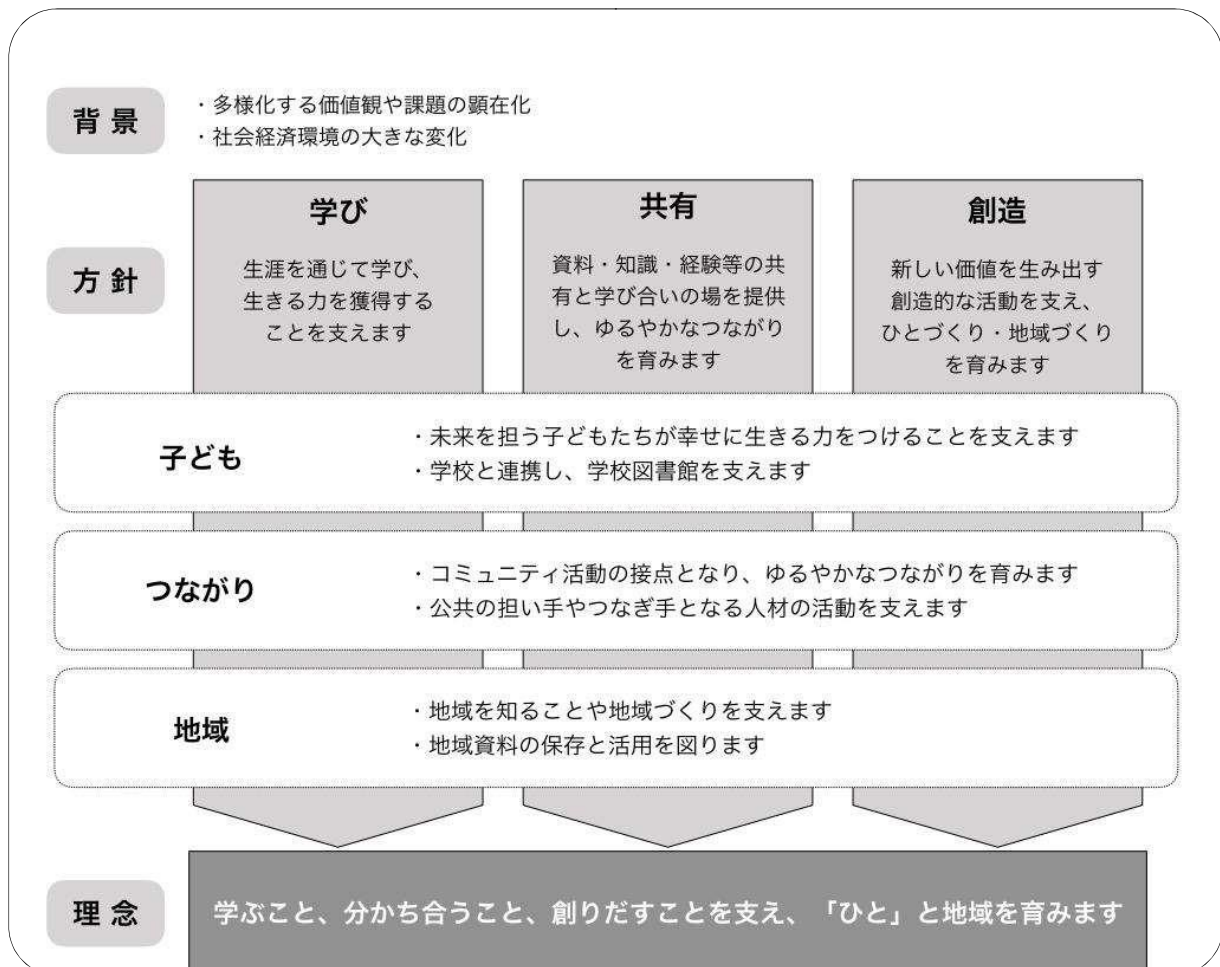 背景
・多様化する価値観や課題の顕在化
・社会経済環境の大きな変化
方針
学び
生涯を通じて学び、
生きる力を獲得する
ことを支えます
共有
資料・知識・経験等の共
有と学び合いの場を提供
し、ゆるやかなつながり
を育みます
創造
新しい価値を生み出す
創造的な活動を支え、
ひとづくり・地域づくり
を育みます
子ども
・未来を担う子どもたちが幸せに生きる力をつけることを支えます
・学校と連携し、学校図書館を支えます
つながり
・コミュニティ活動の接点となり、ゆるやかなつながりを育みます
・公共の担い手やつなぎ手となる人材の活動を支えます
地域
・地域を知ることや地域づくりを支えます
・地域資料の保存と活用を図ります
理念
学ぶこと、分かち合うこと、創りだすことを支え、「ひと」と地域を育みます